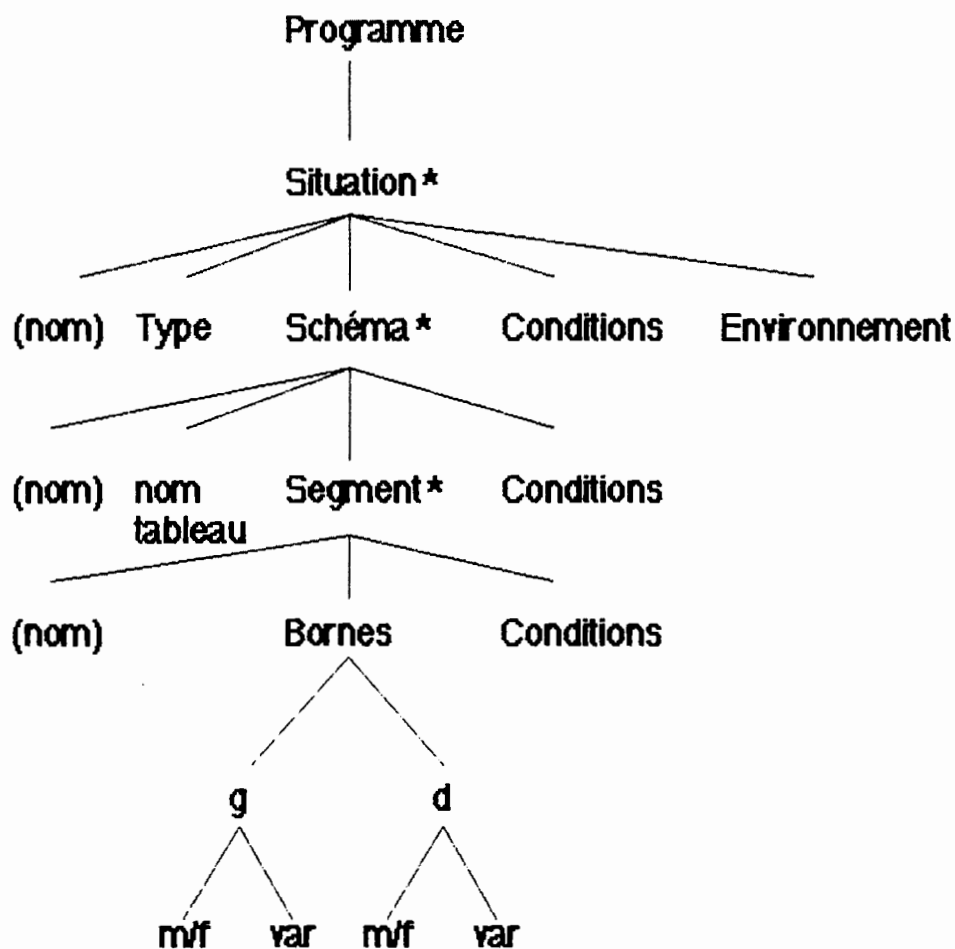 Programme
Situation*
(nom) Type Schéma* Conditions Environnement
(nom) nom Segment* Conditions
tableau
(nom) Bornes Conditions
g d
m/f var m/f var